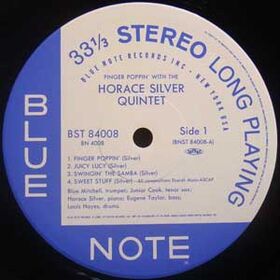 33⅓ STEREO LONG PLAYING
BLUE NOTE RECORDS INC · NEW YORK USA
FINGER POPPIN' WITH THE
HORACE SILVER
QUINTET
BST 84008
Side 1
BN 4008
(BNST 84008-A)
1. FINGER POPPIN' (Silver)
2. JUICY LUCY (Silver)
3. SWINGIN' THE SAMBA (Silver)
4. SWEET STUFF (Silver)
Blue Mitchell, trumpet; Junior Cook, tenor sax;
Horace Silver, piano; Eugene Taylor, bass;
Louis Hayes, drums
BLUE
NOTE